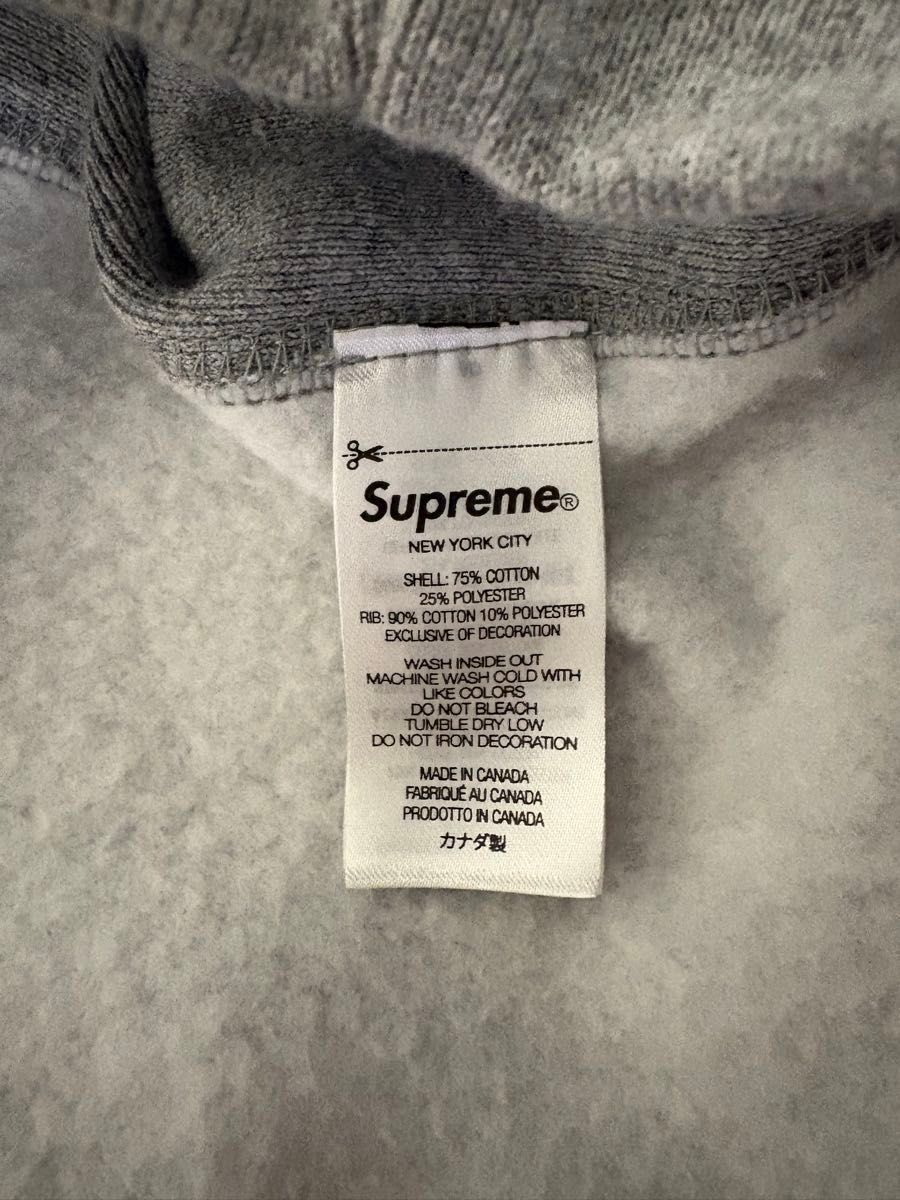 Supreme®
NEW YORK CITY
SHELL: 75% COTTON
25% POLYESTER
RIB: 90% COTTON 10% POLYESTER
EXCLUSIVE OF DECORATION
WASH INSIDE OUT
MACHINE WASH COLD WITH
LIKE COLORS
DO NOT BLEACH
TUMBLE DRY LOW
DO NOT IRON DECORATION
MADE IN CANADA
FABRIQUÉ AU CANADA
PRODOTTO IN CANADA
カナダ製